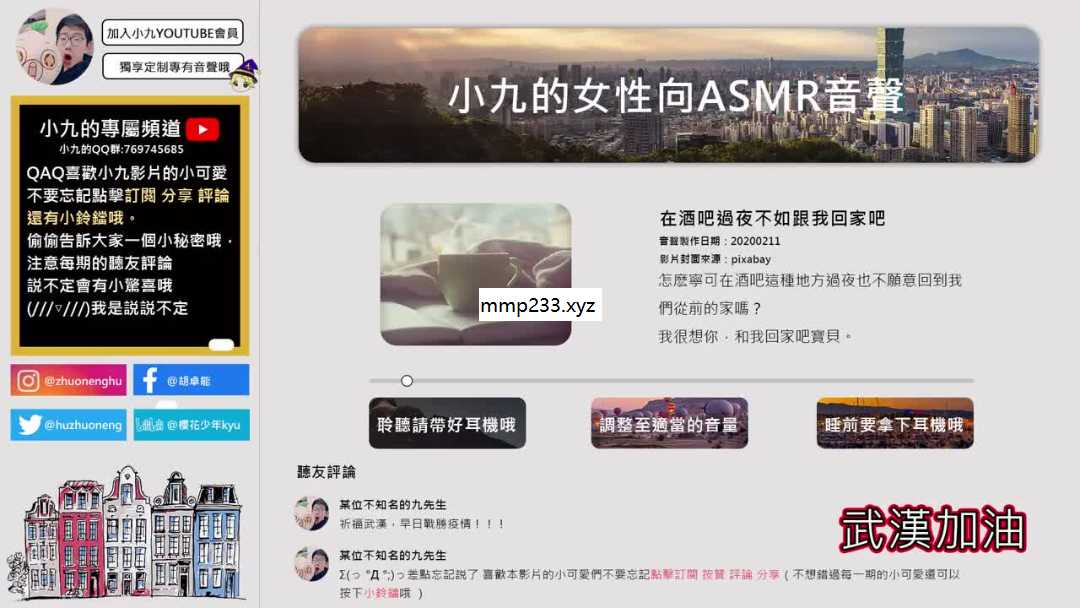 加入小九YOUTUBE會員
獨享定制專有音聲哦
小九的專屬頻道
小九的QQ群:769745685
QAQ喜歡小九影片的小可愛
不要忘記點擊訂閱 分享 評論
還有小鈴鐺哦。
偷偷告訴大家一個小秘密哦，
注意每期的聽友評論
説不定會有小驚喜哦
(///▽///)我是説説不定
@zhuonenghu
@胡卓能
@huzhuoneng
@櫻花少年kyu
小九的女性向ASMR音聲
在酒吧過夜不如跟我回家吧
音聲製作日期：20200211
影片封面來源：pixabay
怎麽寧可在酒吧這種地方過夜也不願意回到我
們從前的家嗎？
我很想你，和我回家吧寶貝。
mmp233.xyz
聆聽請帶好耳機哦
調整至適當的音量
睡前要拿下耳機哦
聽友評論
某位不知名的九先生
祈福武漢，早日戰勝疫情！！！
某位不知名的九先生
Σ(っ °Д °;)っ差點忘記説了 喜歡本影片的小可愛們不要忘記點擊訂閱 按贊 評論 分享（不想錯過每一期的小可愛還可以
按下小鈴鐺哦 ）
武漢加油